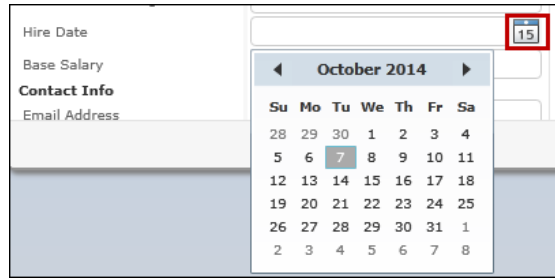 Hire Date
15
Base Salary
Contact Info
Email Address
October 2014
Su Mo Tu We Th Fr Sa
28 29 30 1 2 3 4
5 6 7 8 9 10 11
12 13 14 15 16 17 18
19 20 21 22 23 24 25
26 27 28 29 30 31 1
2 3 4 5 6 7 8